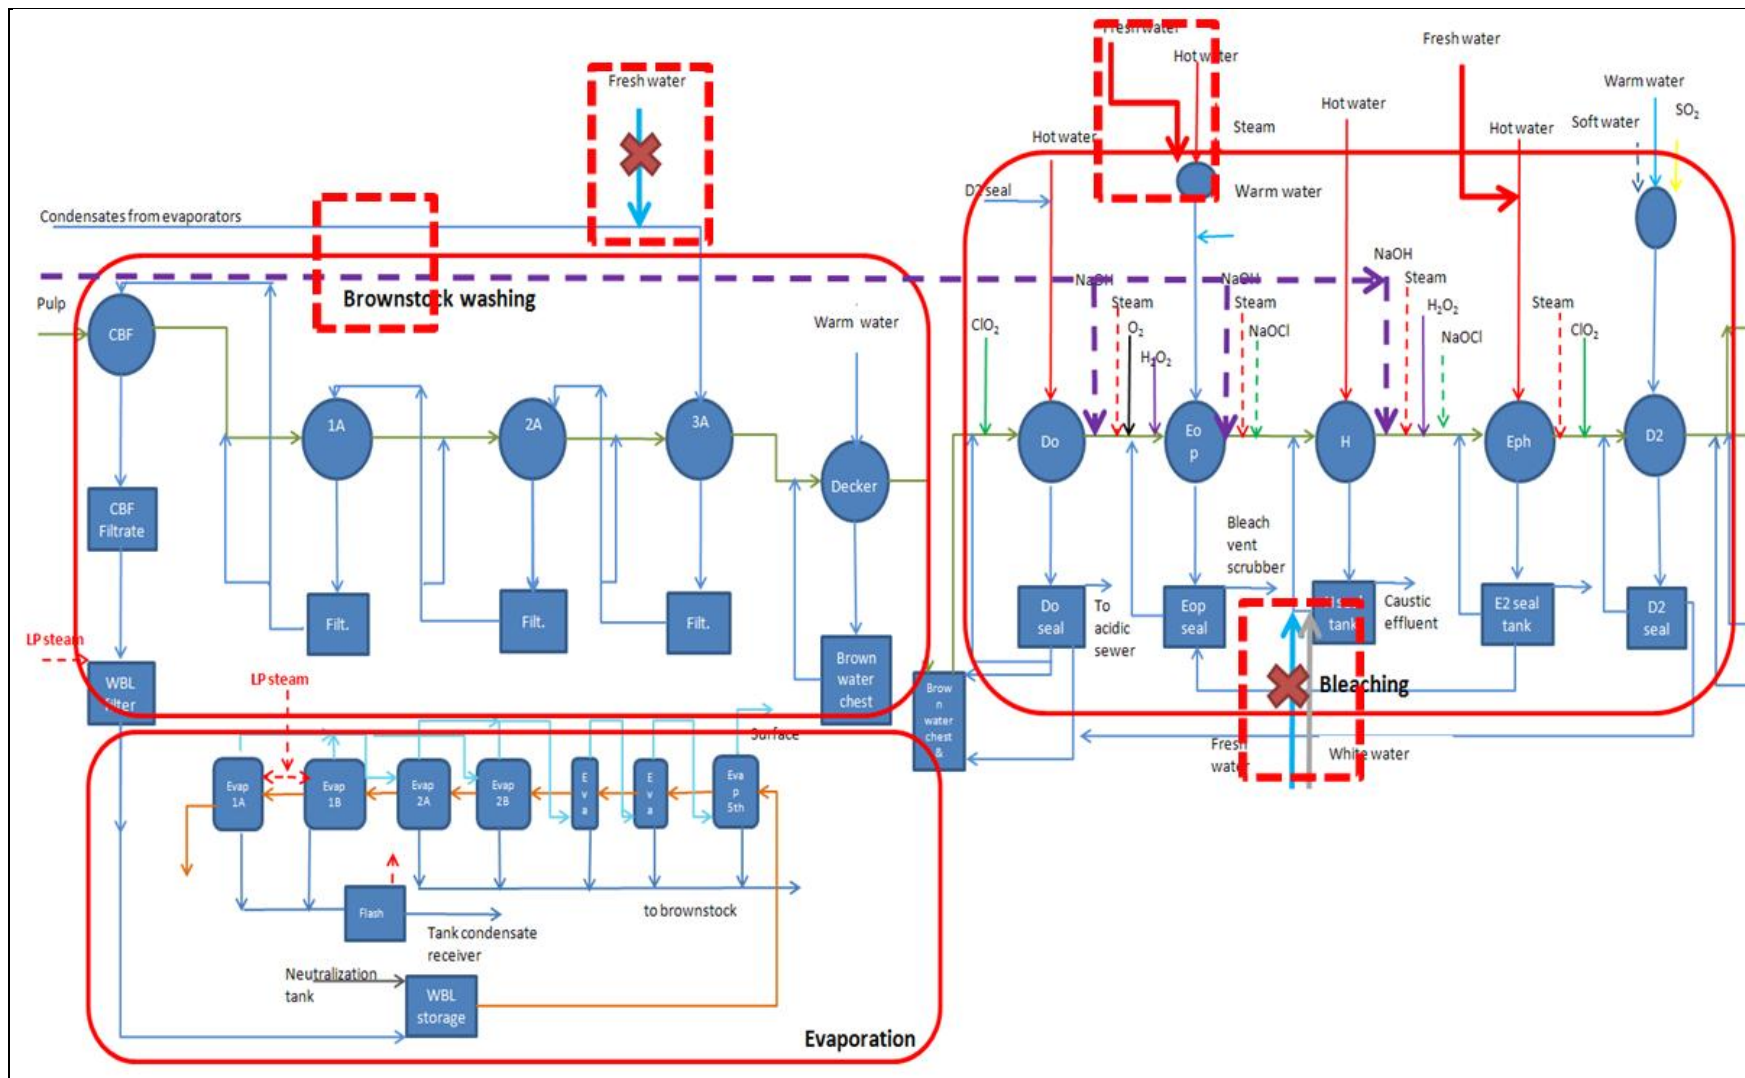 Fresh water
Hot water
Fresh water
Fresh water
Warm water
Hot water
Soft water
SO2
Hot water
Steam
Hot water
D2 seal
Warm water
Condensates from evaporators
NaOH
NaOH
NaOH
Steam
Pulp
Brownstock washing
Steam
Steam
Steam
H2O2
CBF
Warm water
ClO2
O2
NaOCl
NaOCl
ClO2
H2O2
1A
2A
3A
Do
Eo
p
H
Eph
D2
Decker
CBF
Filtrate
Bleach
vent
scrubber
Filt.
Filt.
Filt.
Do
seal
To
acidic
sewer
Eop
seal
tank
Caustic
effluent
E2 seal
tank
D2
seal
LP steam
WBL
filter
LP steam
Brown
water
chest
Brow
n
water
chest
&
Bleaching
Surface
Fresh
water
White water
Evap
1A
Evap
1B
Evap
2A
Evap
2B
E
v
a
E
v
a
Eva
p
5th
Flash
to brownstock
Tank condensate
receiver
Neutralization
tank
WBL
storage
Evaporation